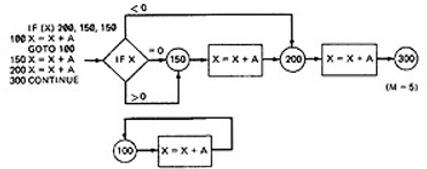 IF (X) 200, 150, 150
100 X = X + A
GOTO 100
150 X = X + A
200 X = X + A
300 CONTINUE
< 0
IF X
= 0
150
X = X + A
200
X = X + A
300
> 0
(M = 5)
100
X = X + A